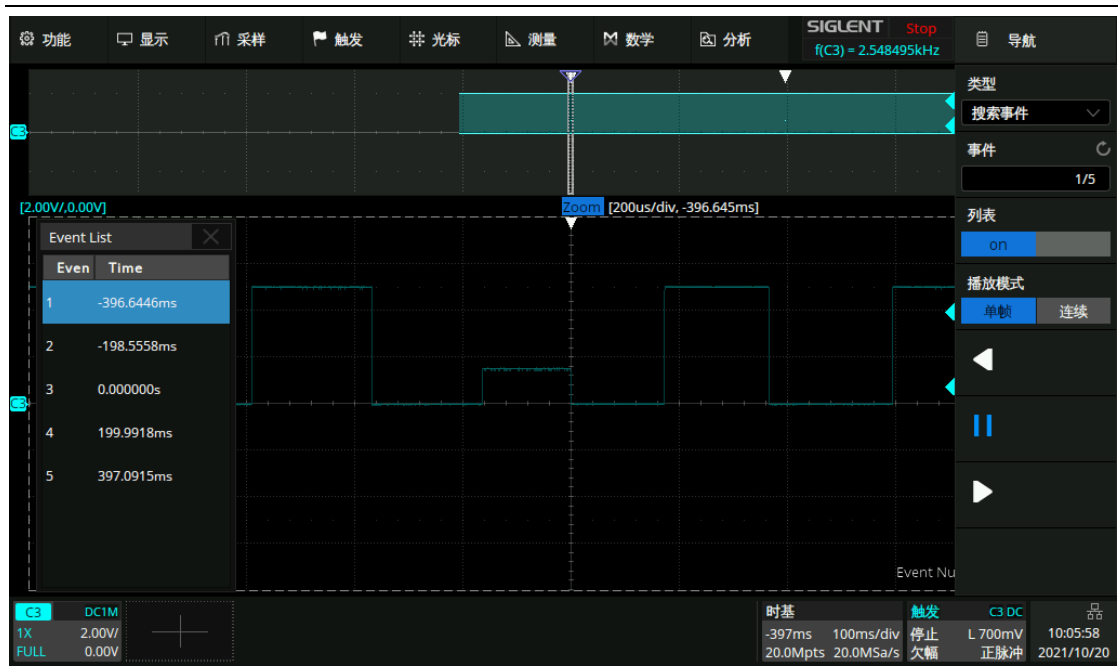 功能 显示 采样 触发 光标 测量 数学 分析 SIGLENT Stop 导航
f(C3) = 2.548495kHz
类型
搜索事件
C3
事件
1/5
[2.00V/,0.00V] Zoom [200us/div, -396.645ms]
列表
Event List
on
Even Time
播放模式
1 -396.6446ms
单帧 连续
2 -198.5558ms
3 0.000000s
C3
4 199.9918ms
5 397.0915ms
Event Nu
C3 DC1M 时基 触发 C3 DC
1X 2.00V/ -397ms 100ms/div 停止 L 700mV 10:05:58
FULL 0.00V 20.0Mpts 20.0MSa/s 欠幅 正脉冲 2021/10/20